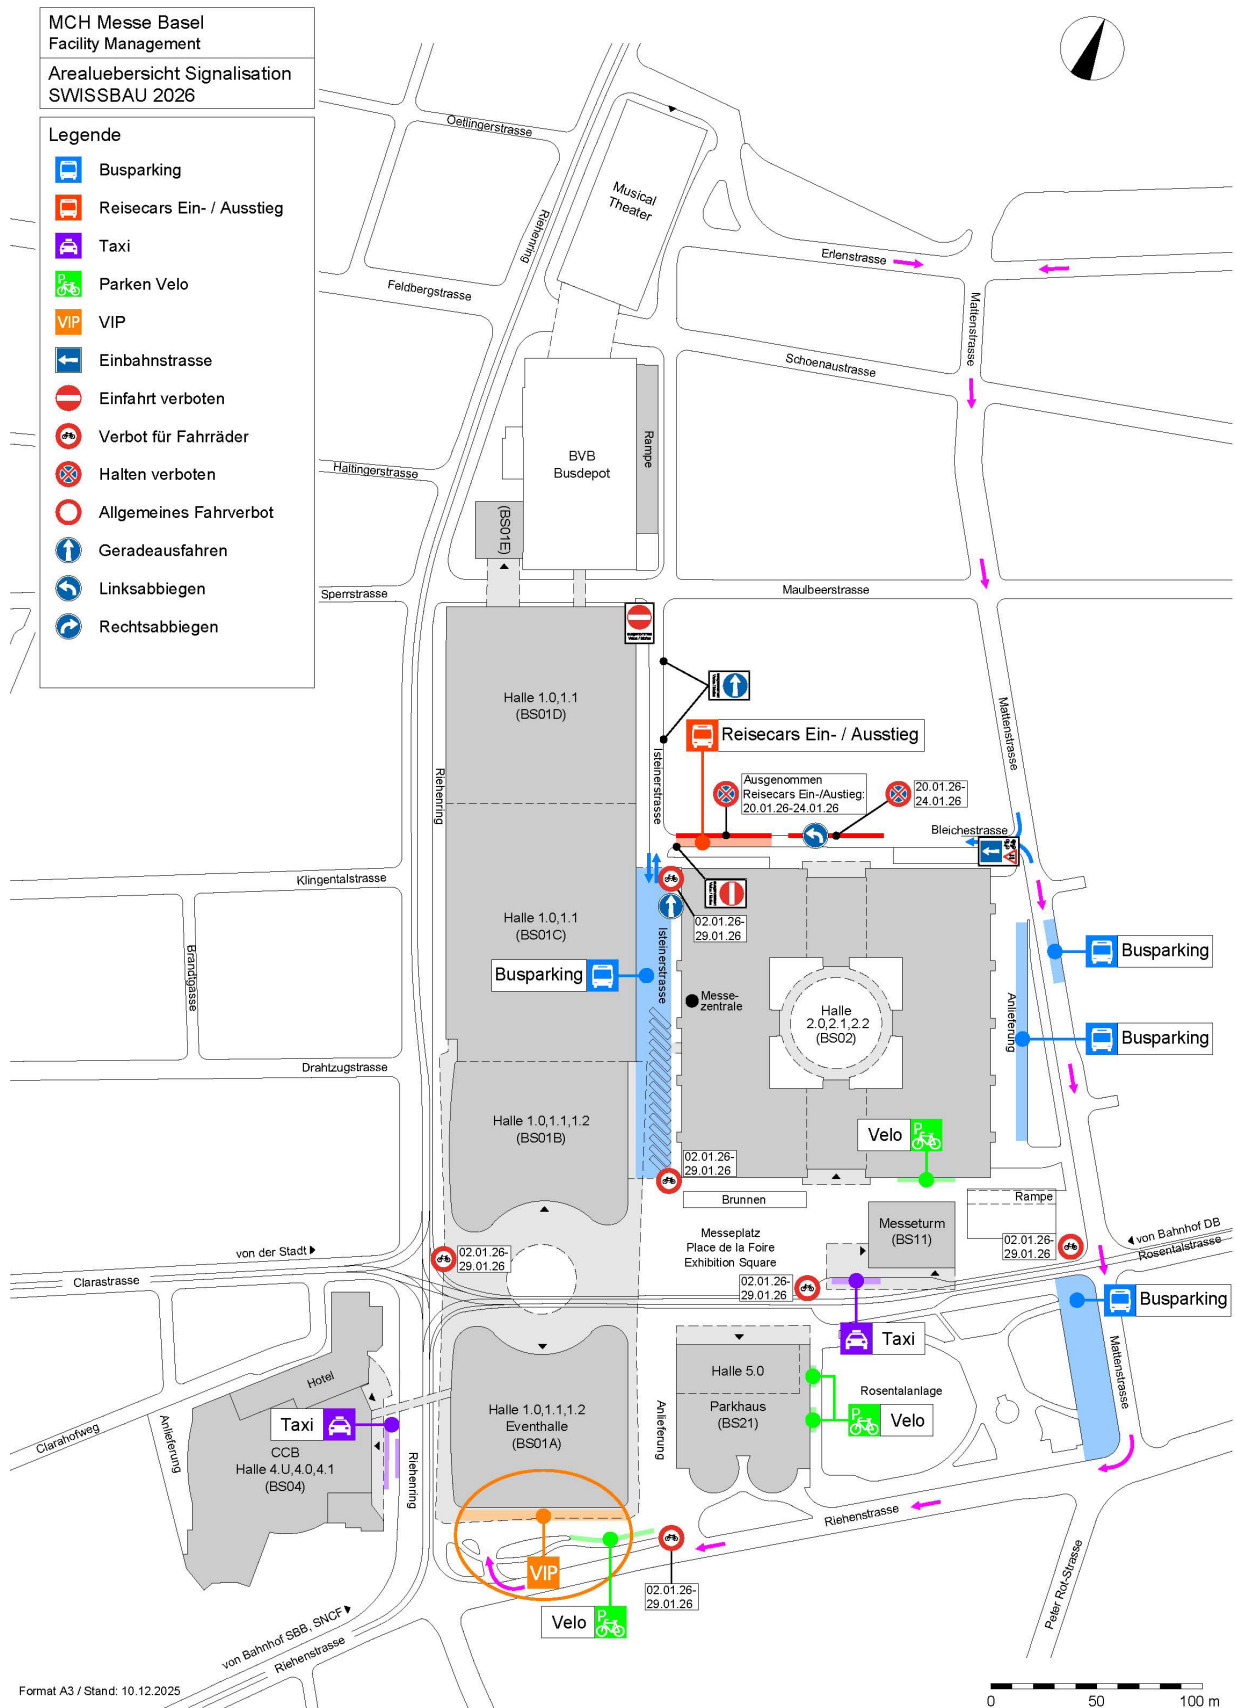 MCH Messe Basel
Facility Management
Arealuebersicht Signalisation
SWISSBAU 2026
Legende
Busparking
Reisecars Ein- / Ausstieg
Taxi
Parken Velo
VIP
VIP
Einbahnstrasse
Einfahrt verboten
Verbot für Fahrräder
Halten verboten
Allgemeines Fahrverbot
Geradeausfahren
Linksabbiegen
Rechtsabbiegen
Oetlingerstrasse
Musical
Theater
Riehenring
Erlenstrasse
Feldbergstrasse
Mattenstrasse
Schoenaustrasse
Haltingerstrasse
BVB
Busdepot
Rampe
(BS01E)
Sperrstrasse
Maulbeerstrasse
Halle 1.0,1.1
(BS01D)
Isteinerstrasse
Mattenstrasse
Reisecars Ein- / Ausstieg
Riehenring
Ausgenommen
Reisecars Ein-/Austieg:
20.01.26-24.01.26
20.01.26-
24.01.26
Bleichestrasse
Klingentalstrasse
Halle 1.0,1.1
(BS01C)
02.01.26-
29.01.26
Isteinerstrasse
Brandtgasse
Busparking
Busparking
Messe-
zentrale
Halle
2.0,2.1,2.2
(BS02)
Anlieferung
Busparking
Drahtzugstrasse
Halle 1.0,1.1,1.2
(BS01B)
Velo
P
02.01.26-
29.01.26
Brunnen
Rampe
Messeturm
(BS11)
Messeplatz
Place de la Foire
Exhibition Square
von der Stadt
02.01.26-
29.01.26
02.01.26-
29.01.26
von Bahnhof DB
Rosentalstrasse
Clarastrasse
02.01.26-
29.01.26
Busparking
Taxi
Hotel
Halle 5.0
Parkhaus
(BS21)
Rosentalanlage
Mattenstrasse
Velo
P
Halle 1.0,1.1,1.2
Eventhalle
(BS01A)
Anlieferung
Taxi
Clarahofweg
Anlieferung
CCB
Halle 4.U,4.0,4.1
(BS04)
Riehenring
Riehenstrasse
VIP
02.01.26-
29.01.26
Velo
P
Peter Rot-Strasse
von Bahnhof SBB, SNCF
Riehenstrasse
Format A3 / Stand: 10.12.2025
0 50 100 m